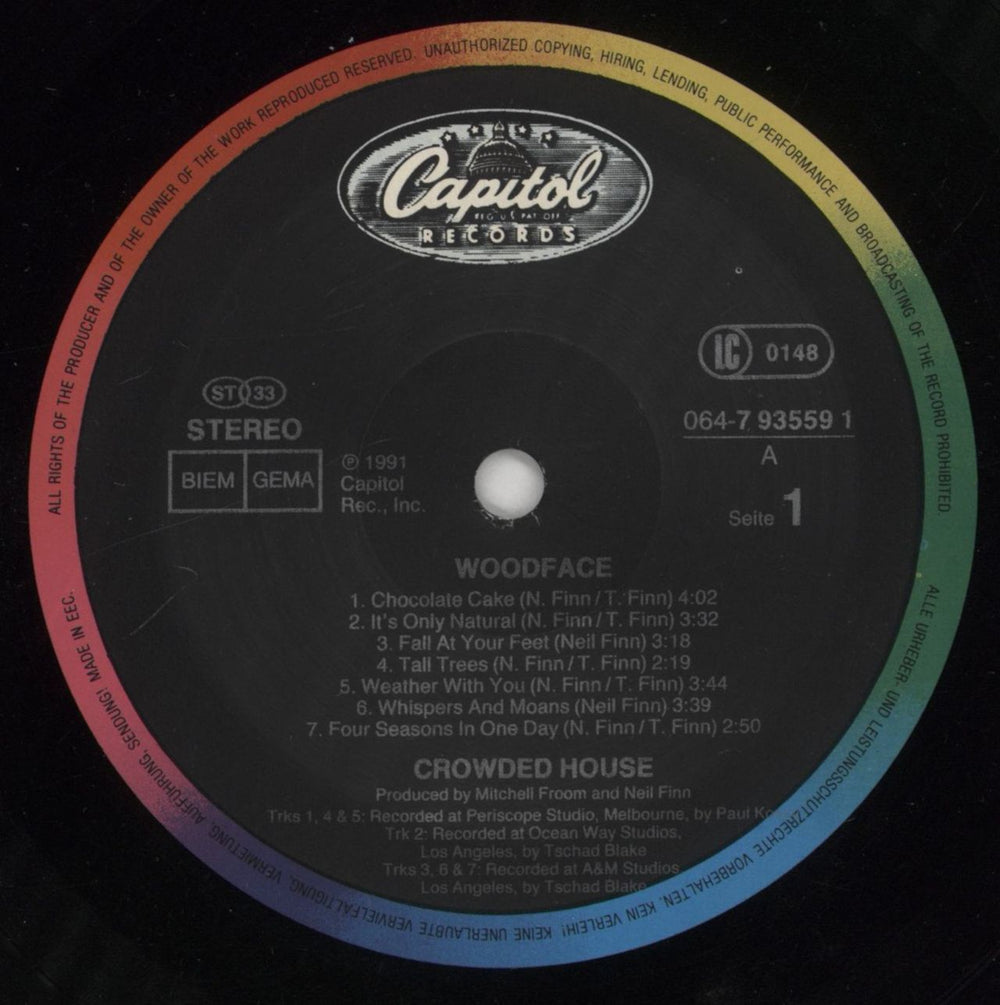 ALL RIGHTS OF THE PRODUCER AND OF THE OWNER OF THE WORK REPRODUCED RESERVED. UNAUTHORIZED COPYING, HIRING, LENDING, PUBLIC PERFORMANCE AND BROADCASTING OF THE RECORD PROHIBITED.
Capitol
REG U S PAT OFF
RECORDS
LC 0148
ST 33
STEREO
BIEM GEMA
℗ 1991
Capitol
Rec., Inc.
064-7 93559 1
A
Seite 1
WOODFACE
1. Chocolate Cake (N. Finn / T. Finn) 4:02
2. It's Only Natural (N. Finn / T. Finn) 3:32
3. Fall At Your Feet (Neil Finn) 3:18
4. Tall Trees (N. Finn / T. Finn) 2:19
5. Weather With You (N. Finn / T. Finn) 3:44
6. Whispers And Moans (Neil Finn) 3:39
7. Four Seasons In One Day (N. Finn / T. Finn) 2:50
CROWDED HOUSE
Produced by Mitchell Froom and Neil Finn
Trks 1, 4 & 5: Recorded at Periscope Studio, Melbourne, by Paul
Trk 2: Recorded at Ocean Way Studios,
Los Angeles, by Tschad Blake
Trks 3, 6 & 7: Recorded at A&M Studios
Los Angeles, by Tschad Blake
ALLE URHEBER- UND LEISTUNGSSCHUTZRECHTE VORBEHALTEN. KEIN VERLEIH! KEINE UNERLAUBTE VERVIELFÄLTIGUNG, VERMIETUNG, AUFFÜHRUNG, SENDUNG! MADE IN EEC.